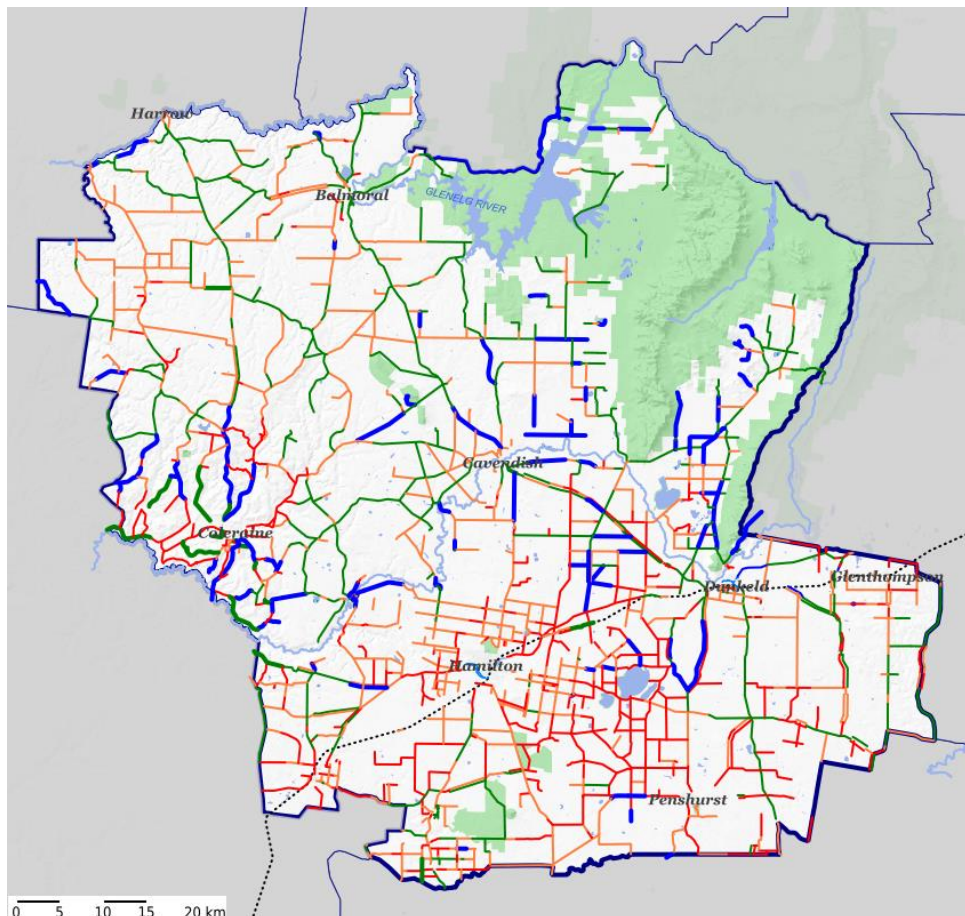 Harrow
Balmoral
GLENELG RIVER
Cavendish
Coleraine
Dunkeld
Glenthompson
Hamilton
Penshurst
0 5 10 15 20 km